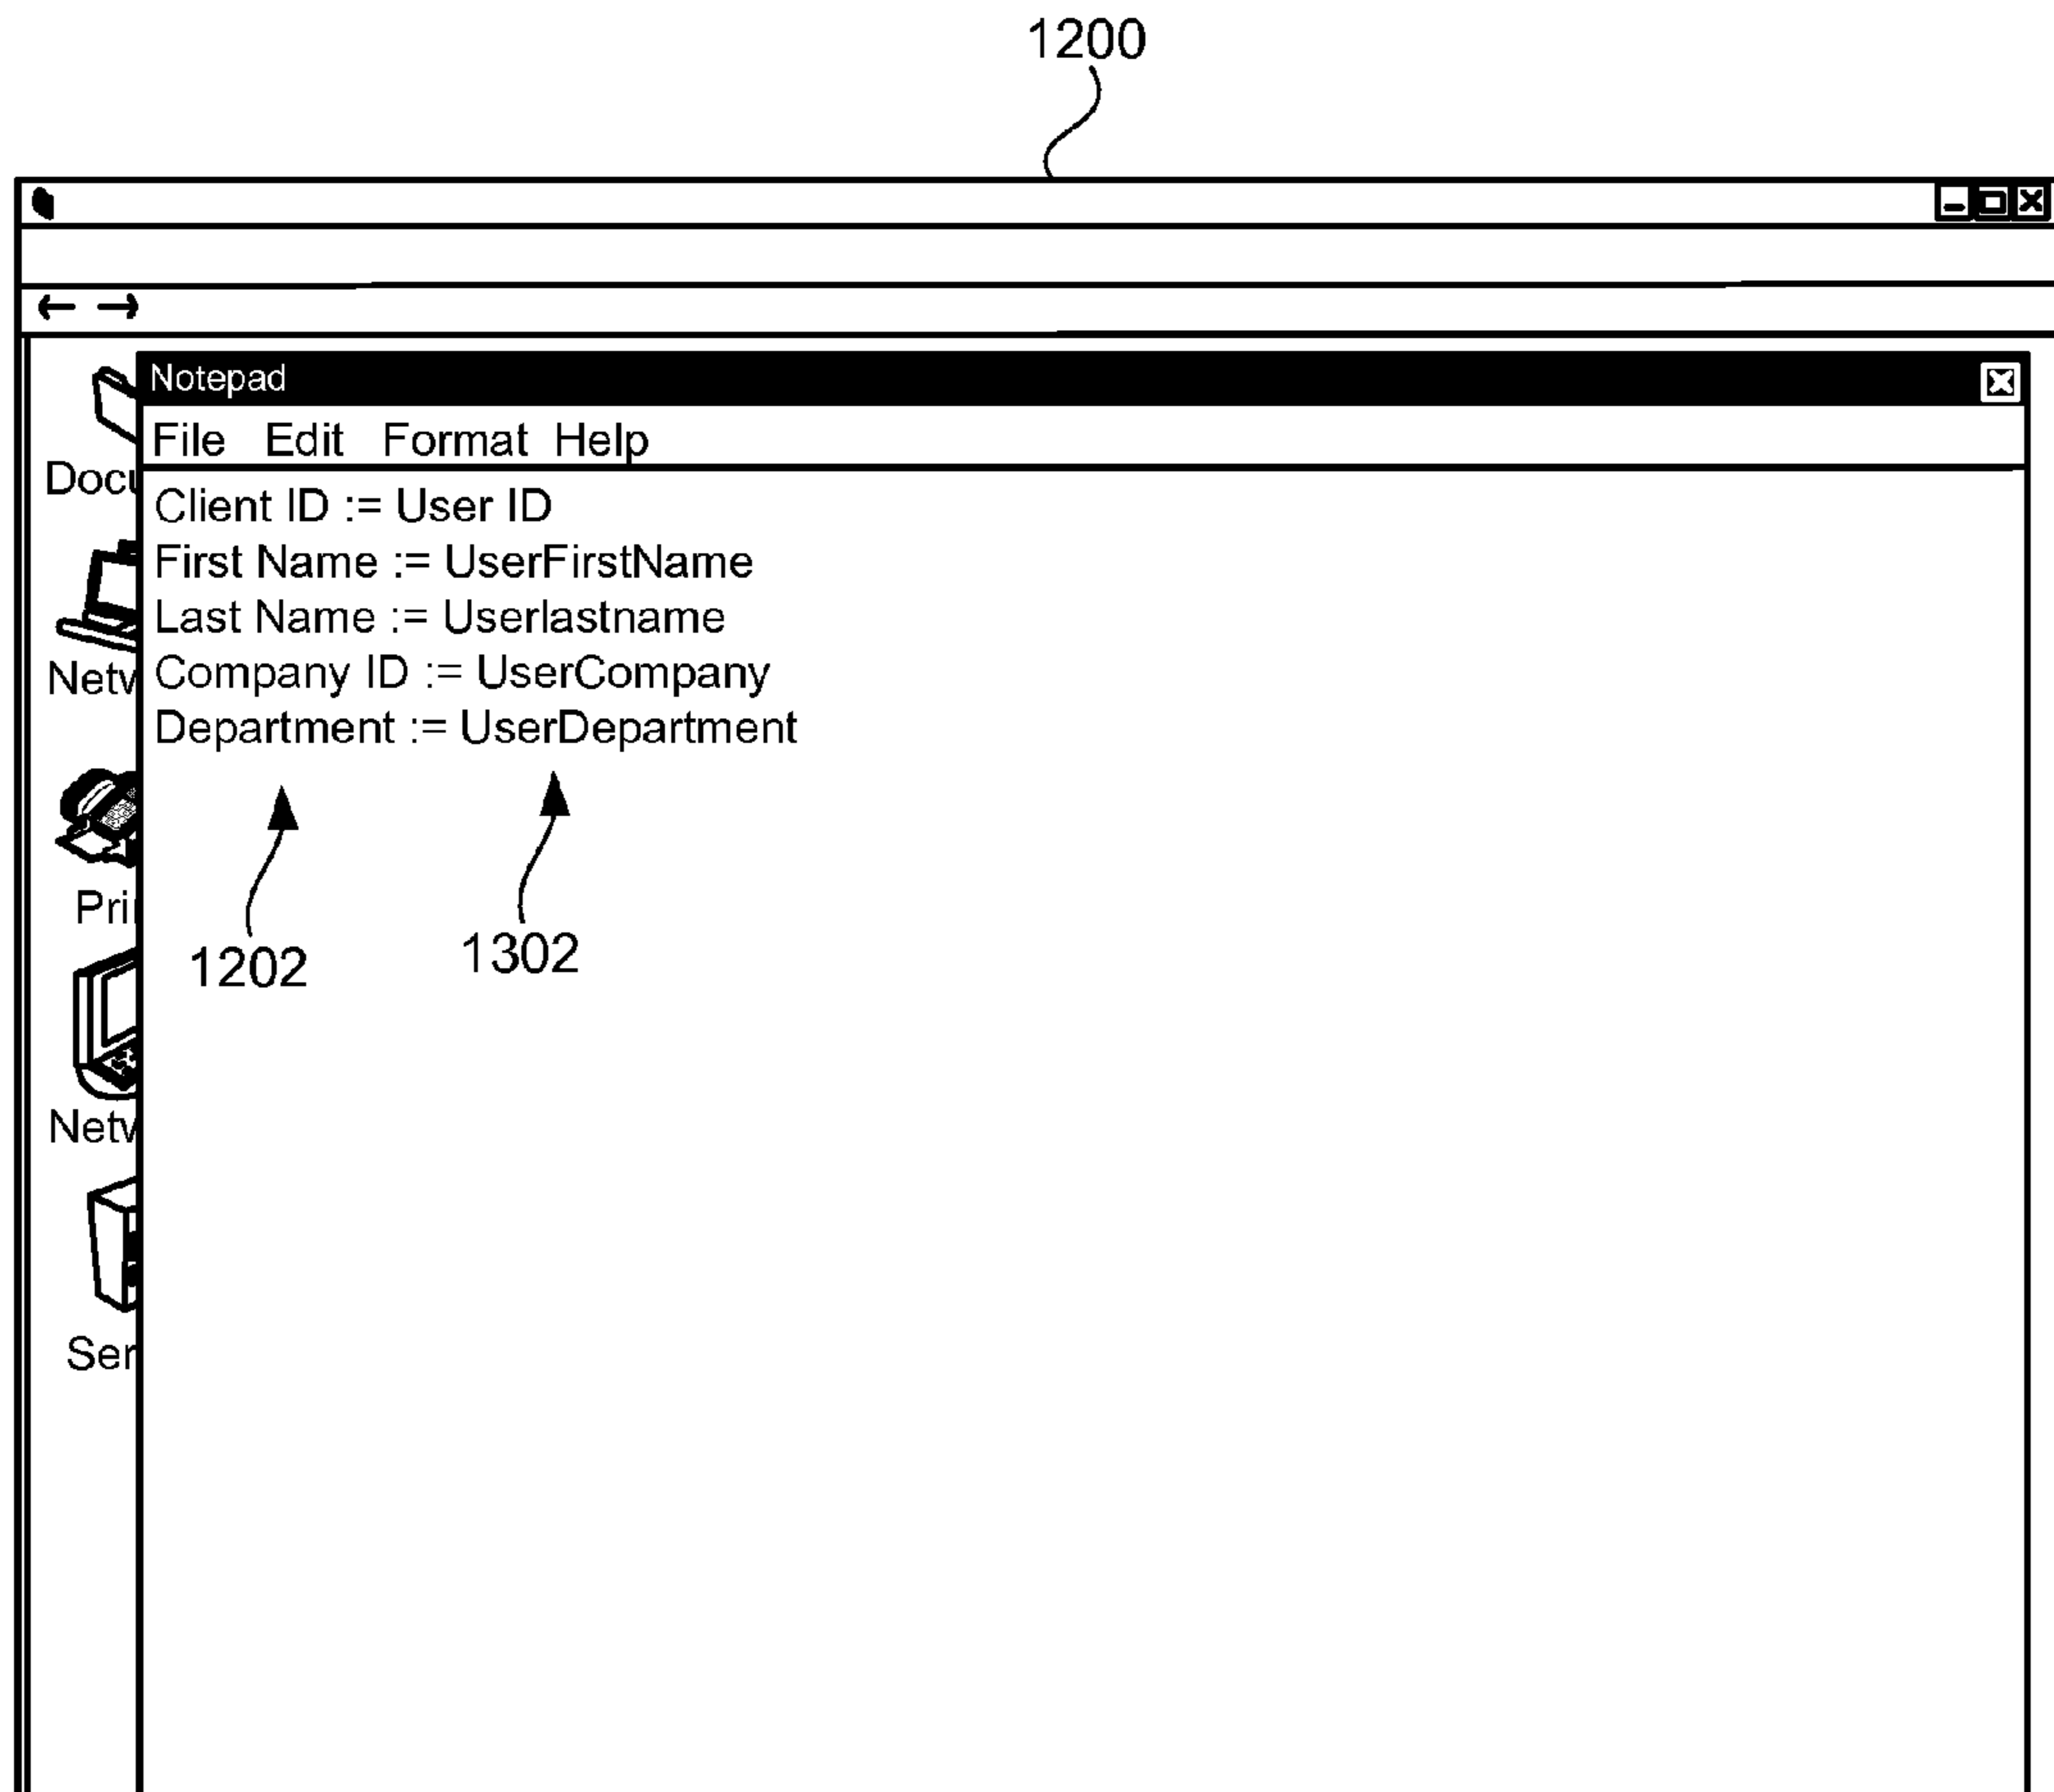 1200
Notepad
File Edit Format Help
Client ID := User ID
First Name := UserFirstName
Last Name := Userlastname
Company ID := UserCompany
Department := UserDepartment
1202
1302